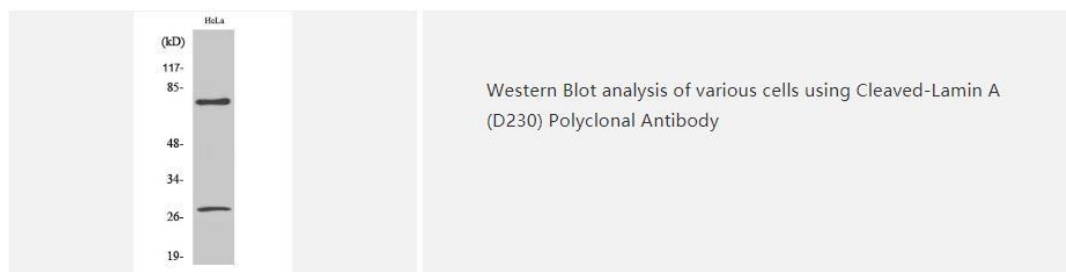 HeLa
(kD)
117-
85-
48-
34-
26-
19-
Western Blot analysis of various cells using Cleaved-Lamin A
(D230) Polyclonal Antibody